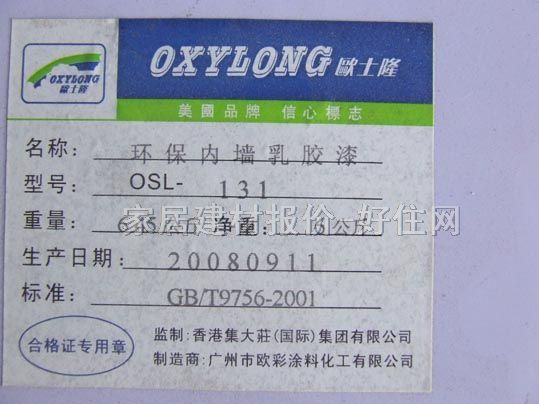 OXYLONG
歐士隆
OXYLONG 歐士隆
美國品牌 信心標志
名称: 环保内墙乳胶漆
型号: OSL-131
重量: 净重: 公斤
家居建材报价 好住网
生产日期: 20080911
标准: GB/T9756-2001
合格证专用章
监制:香港集大莊(国际)集团有限公司
制造商:广州市欧彩涂料化工有限公司